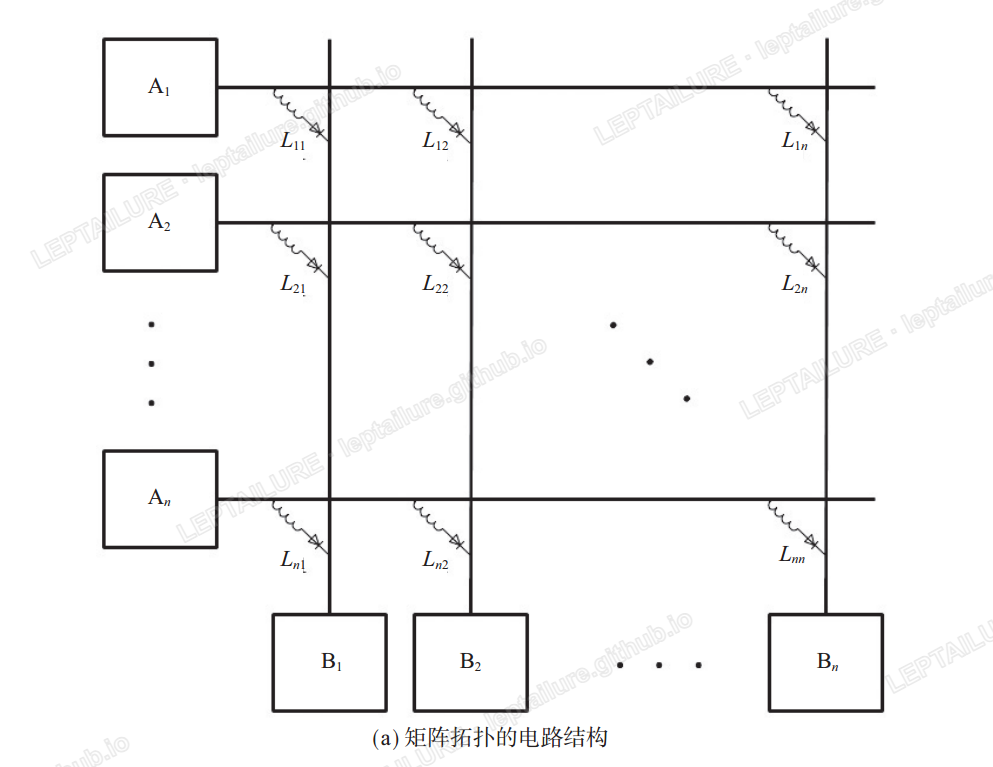 LEPTAILURE · leptailure.github.io
A1
L11 L12 L1n
A2
L21 L22 L2n
An
Ln1 Ln2 Lnn
B1 B2 Bn
(a) 矩阵拓扑的电路结构